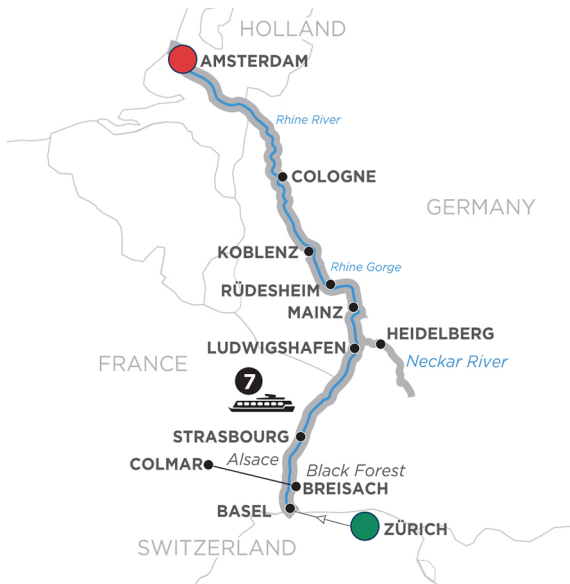 HOLLAND
AMSTERDAM
Rhine River
COLOGNE
GERMANY
KOBLENZ
Rhine Gorge
RÜDESHEIM
MAINZ
HEIDELBERG
LUDWIGSHAFEN
Neckar River
FRANCE
7
STRASBOURG
COLMAR
Alsace
Black Forest
BREISACH
BASEL
ZÜRICH
SWITZERLAND